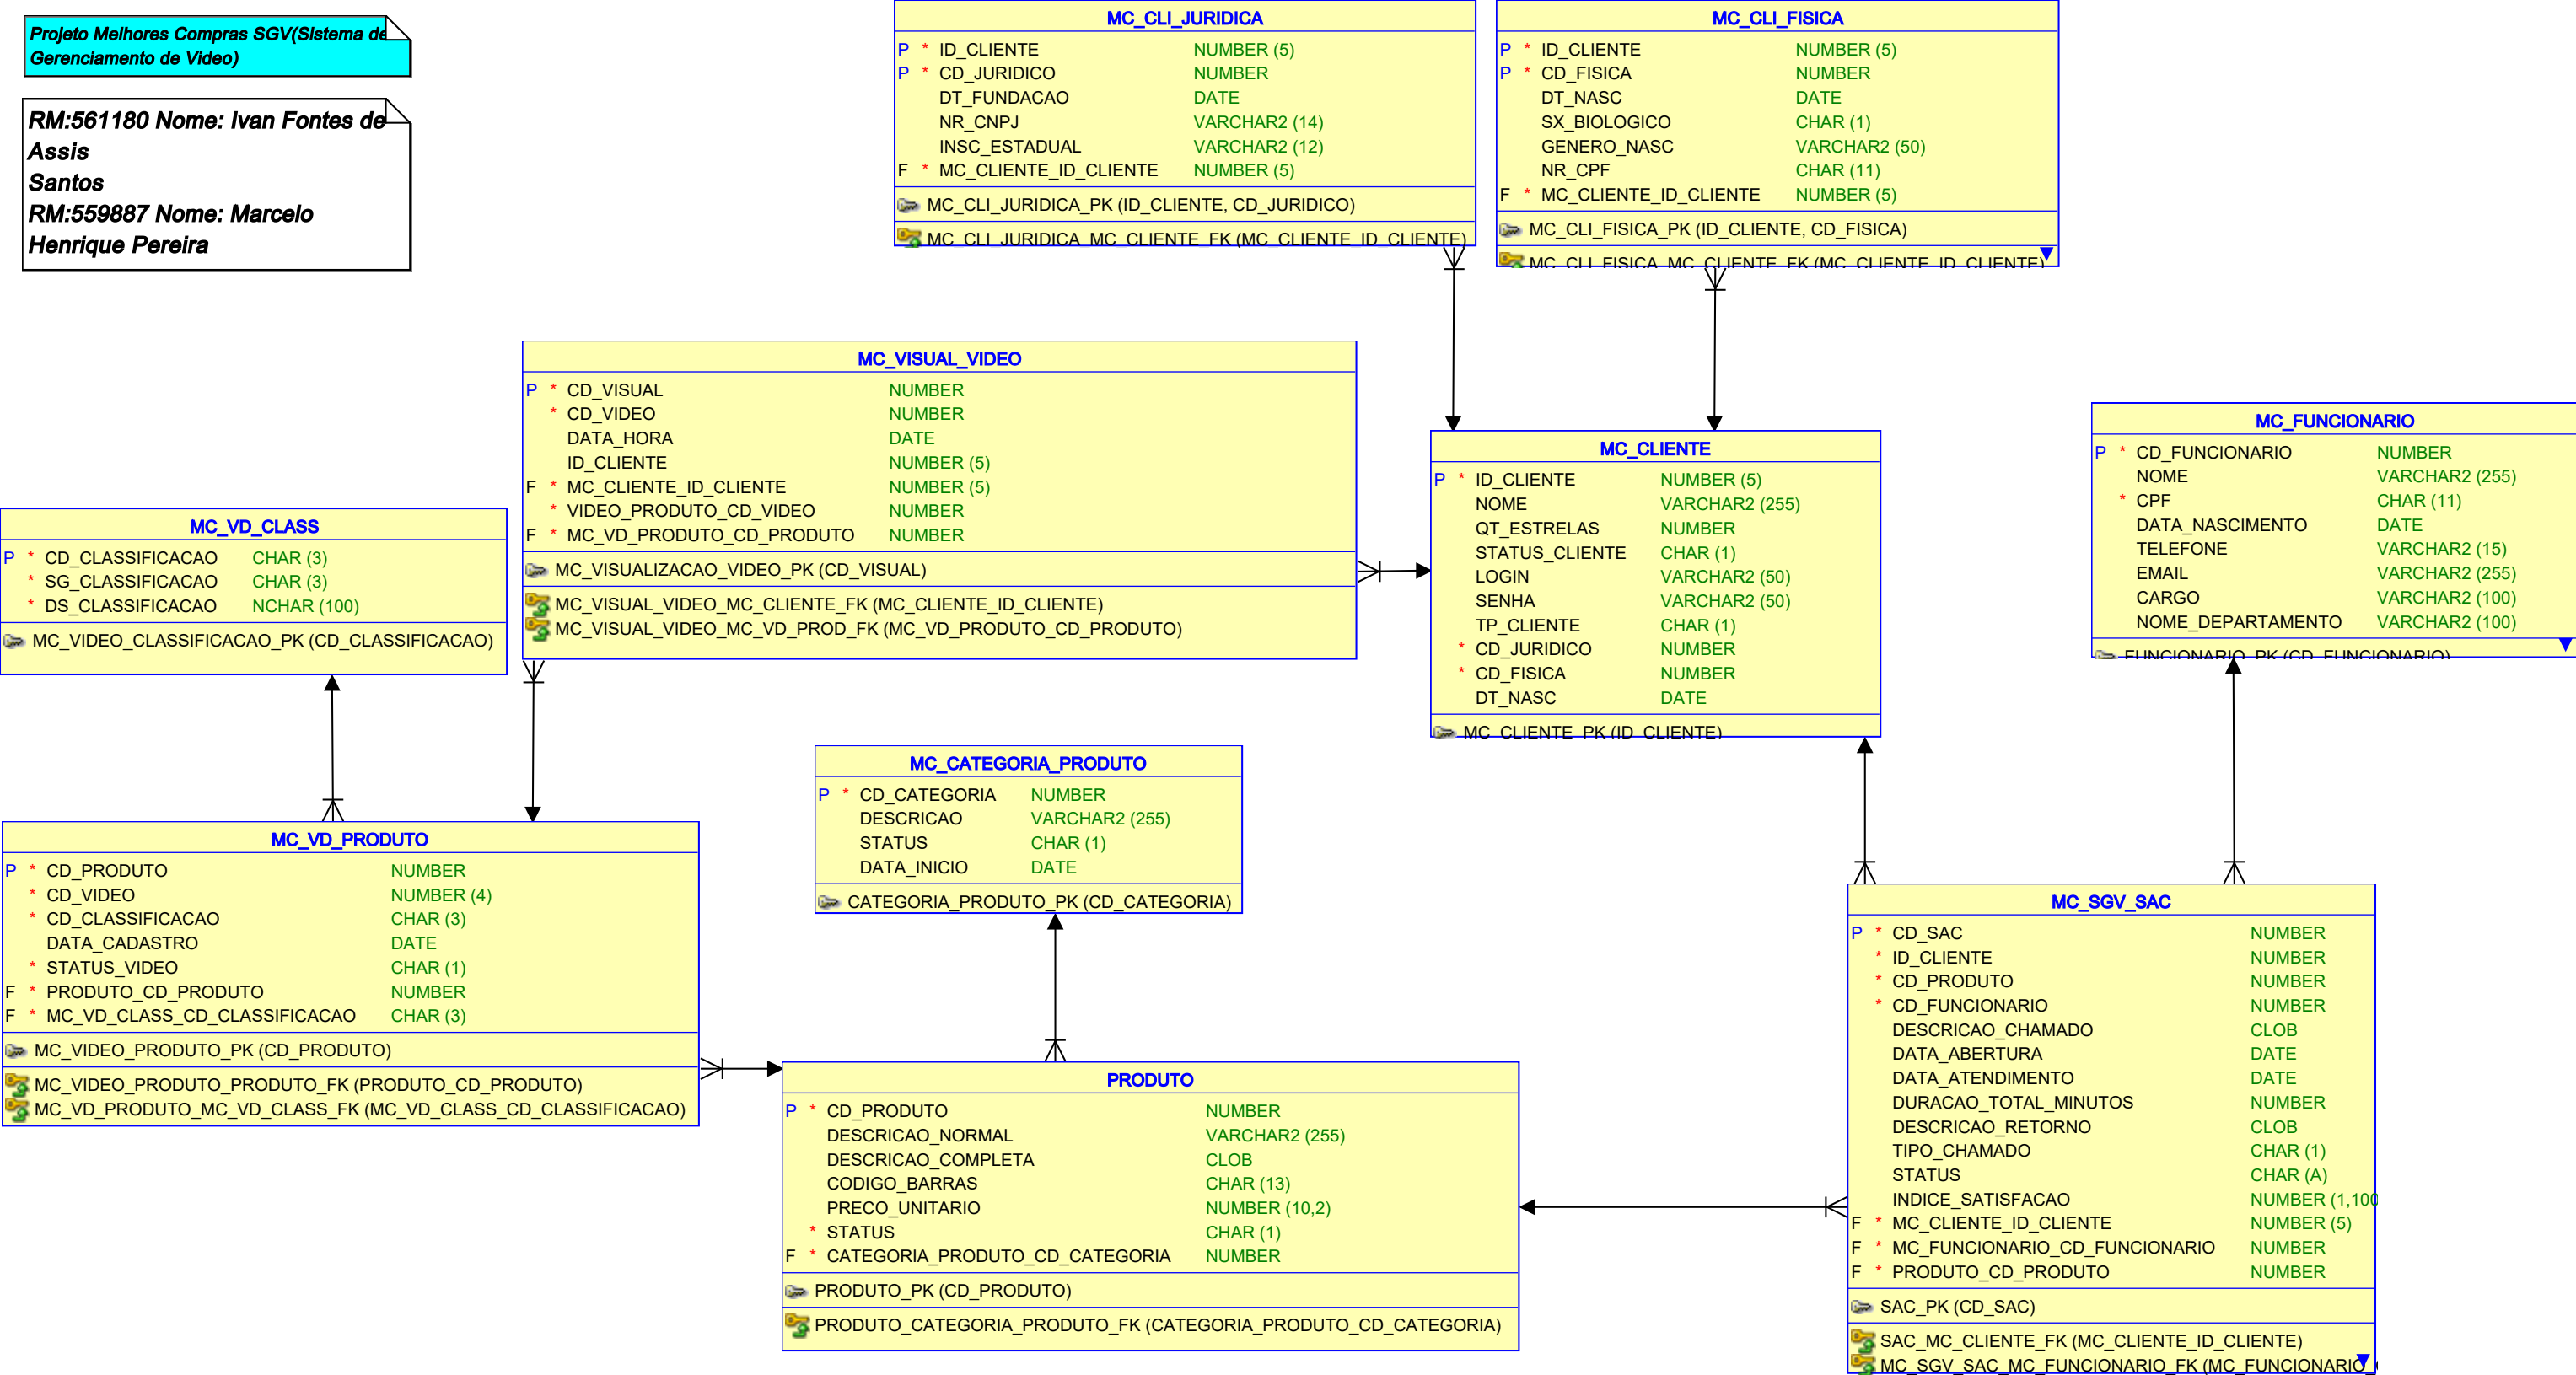 Projeto Melhores Compras SGV(Sistema de
Gerenciamento de Video)
RM:561180 Nome: Ivan Fontes de
Assis
Santos
RM:559887 Nome: Marcelo
Henrique Pereira
MC_CLI_JURIDICA
P * ID_CLIENTE NUMBER (5)
P * CD_JURIDICO NUMBER
DT_FUNDACAO DATE
NR_CNPJ VARCHAR2 (14)
INSC_ESTADUAL VARCHAR2 (12)
F * MC_CLIENTE_ID_CLIENTE NUMBER (5)
MC_CLI_JURIDICA_PK (ID_CLIENTE, CD_JURIDICO)
MC_CLI_JURIDICA_MC_CLIENTE_FK (MC_CLIENTE_ID_CLIENTE)
MC_CLI_FISICA
P * ID_CLIENTE NUMBER (5)
P * CD_FISICA NUMBER
DT_NASC DATE
SX_BIOLOGICO CHAR (1)
GENERO_NASC VARCHAR2 (50)
NR_CPF CHAR (11)
F * MC_CLIENTE_ID_CLIENTE NUMBER (5)
MC_CLI_FISICA_PK (ID_CLIENTE, CD_FISICA)
MC_CLI_FISICA_MC_CLIENTE_FK (MC_CLIENTE_ID_CLIENTE)
MC_VISUAL_VIDEO
P * CD_VISUAL NUMBER
* CD_VIDEO NUMBER
DATA_HORA DATE
ID_CLIENTE NUMBER (5)
F * MC_CLIENTE_ID_CLIENTE NUMBER (5)
* VIDEO_PRODUTO_CD_VIDEO NUMBER
F * MC_VD_PRODUTO_CD_PRODUTO NUMBER
MC_VISUALIZACAO_VIDEO_PK (CD_VISUAL)
MC_VISUAL_VIDEO_MC_CLIENTE_FK (MC_CLIENTE_ID_CLIENTE)
MC_VISUAL_VIDEO_MC_VD_PROD_FK (MC_VD_PRODUTO_CD_PRODUTO)
MC_CLIENTE
P * ID_CLIENTE NUMBER (5)
NOME VARCHAR2 (255)
QT_ESTRELAS NUMBER
STATUS_CLIENTE CHAR (1)
LOGIN VARCHAR2 (50)
SENHA VARCHAR2 (50)
TP_CLIENTE CHAR (1)
* CD_JURIDICO NUMBER
* CD_FISICA NUMBER
DT_NASC DATE
MC_CLIENTE_PK (ID_CLIENTE)
MC_FUNCIONARIO
P * CD_FUNCIONARIO NUMBER
NOME VARCHAR2 (255)
* CPF CHAR (11)
DATA_NASCIMENTO DATE
TELEFONE VARCHAR2 (15)
EMAIL VARCHAR2 (255)
CARGO VARCHAR2 (100)
NOME_DEPARTAMENTO VARCHAR2 (100)
FUNCIONARIO_PK (CD_FUNCIONARIO)
MC_VD_CLASS
P * CD_CLASSIFICACAO CHAR (3)
* SG_CLASSIFICACAO CHAR (3)
* DS_CLASSIFICACAO NCHAR (100)
MC_VIDEO_CLASSIFICACAO_PK (CD_CLASSIFICACAO)
MC_CATEGORIA_PRODUTO
P * CD_CATEGORIA NUMBER
DESCRICAO VARCHAR2 (255)
STATUS CHAR (1)
DATA_INICIO DATE
CATEGORIA_PRODUTO_PK (CD_CATEGORIA)
MC_VD_PRODUTO
P * CD_PRODUTO NUMBER
* CD_VIDEO NUMBER (4)
* CD_CLASSIFICACAO CHAR (3)
DATA_CADASTRO DATE
* STATUS_VIDEO CHAR (1)
F * PRODUTO_CD_PRODUTO NUMBER
F * MC_VD_CLASS_CD_CLASSIFICACAO CHAR (3)
MC_VIDEO_PRODUTO_PK (CD_PRODUTO)
MC_VIDEO_PRODUTO_PRODUTO_FK (PRODUTO_CD_PRODUTO)
MC_VD_PRODUTO_MC_VD_CLASS_FK (MC_VD_CLASS_CD_CLASSIFICACAO)
PRODUTO
P * CD_PRODUTO NUMBER
DESCRICAO_NORMAL VARCHAR2 (255)
DESCRICAO_COMPLETA CLOB
CODIGO_BARRAS CHAR (13)
PRECO_UNITARIO NUMBER (10,2)
* STATUS CHAR (1)
F * CATEGORIA_PRODUTO_CD_CATEGORIA NUMBER
PRODUTO_PK (CD_PRODUTO)
PRODUTO_CATEGORIA_PRODUTO_FK (CATEGORIA_PRODUTO_CD_CATEGORIA)
MC_SGV_SAC
P * CD_SAC NUMBER
* ID_CLIENTE NUMBER
* CD_PRODUTO NUMBER
* CD_FUNCIONARIO NUMBER
DESCRICAO_CHAMADO CLOB
DATA_ABERTURA DATE
DATA_ATENDIMENTO DATE
DURACAO_TOTAL_MINUTOS NUMBER
DESCRICAO_RETORNO CLOB
TIPO_CHAMADO CHAR (1)
STATUS CHAR (A)
INDICE_SATISFACAO NUMBER (1,100
F * MC_CLIENTE_ID_CLIENTE NUMBER (5)
F * MC_FUNCIONARIO_CD_FUNCIONARIO NUMBER
F * PRODUTO_CD_PRODUTO NUMBER
SAC_PK (CD_SAC)
SAC_MC_CLIENTE_FK (MC_CLIENTE_ID_CLIENTE)
MC_SGV_SAC_MC_FUNCIONARIO_FK (MC_FUNCIONARIO_